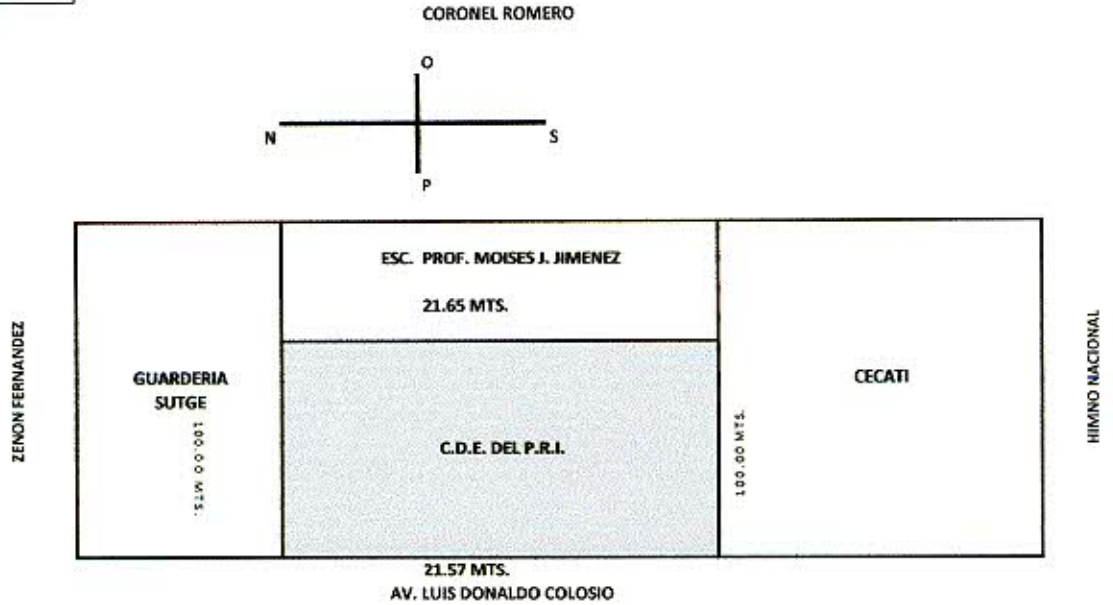 CORONEL ROMERO
O
N
S
P
ESC. PROF. MOISES J. JIMENEZ
21.65 MTS.
ZENON FERNANDEZ
GUARDERIA
SUTGE
100.00 MTS.
C.D.E. DEL P.R.I.
100.00 MTS.
CECATI
HIMNO NACIONAL
21.57 MTS.
AV. LUIS DONALDO COLOSIO